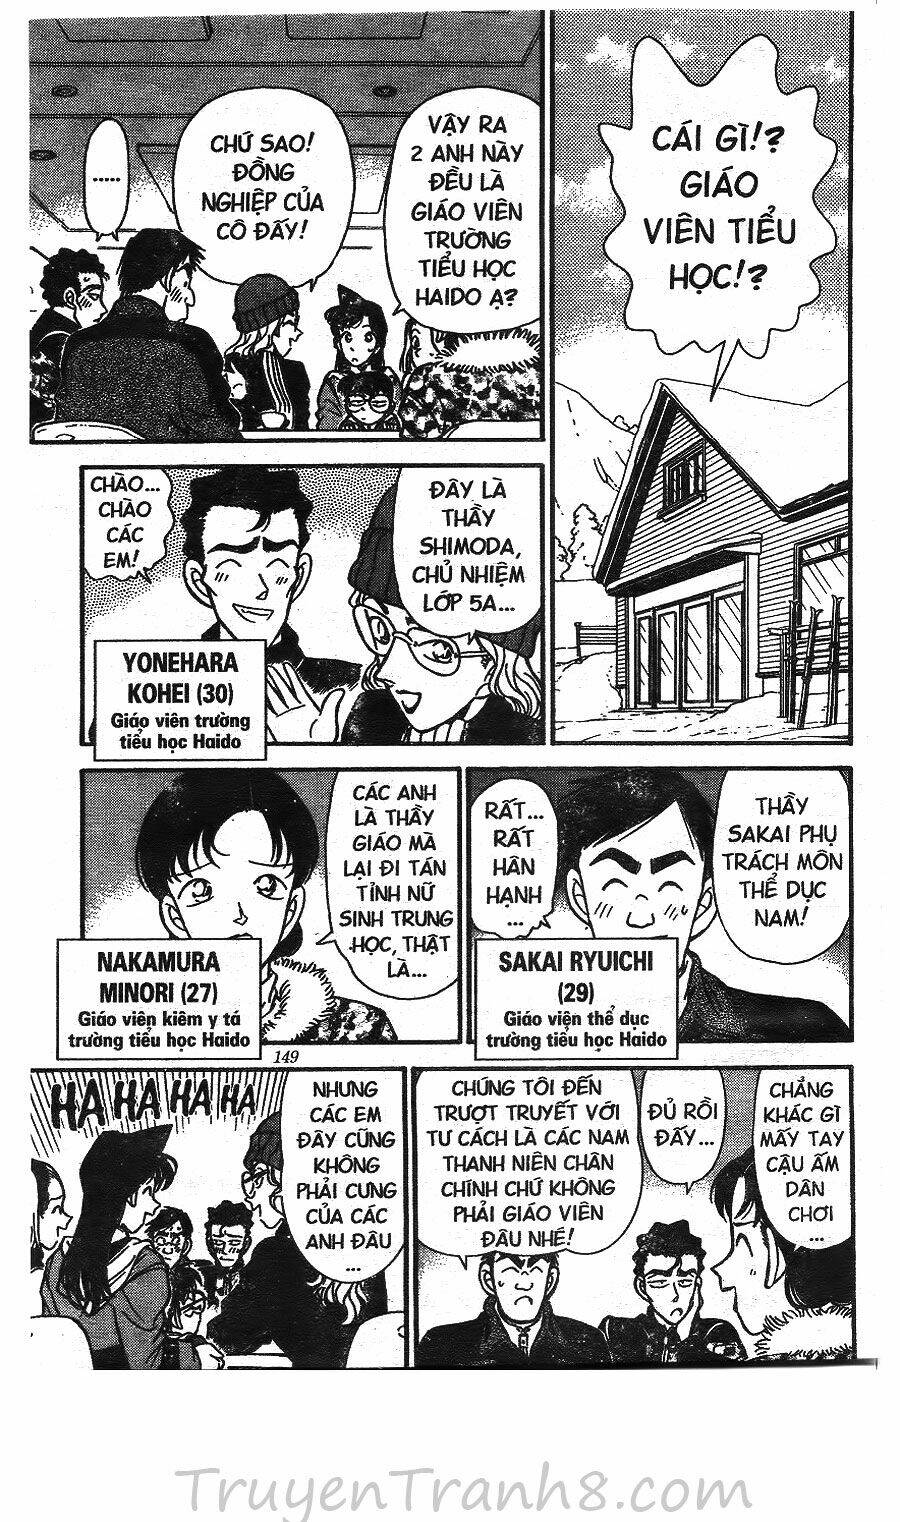 CÁI GÌ!?
GIÁO
VIÊN TIỂU
HỌC!?
VẬY RA
2 ANH NÀY
ĐỀU LÀ
GIÁO VIÊN
TRƯỜNG
TIỂU HỌC
HAIDO Ạ?
CHỨ SAO!
ĐỒNG
NGHIỆP CỦA
CÔ ĐẤY!
.....
ĐÂY LÀ
THẦY
SHIMODA,
CHỦ NHIỆM
LỚP 5A...
CHÀO...
CHÀO
CÁC
EM!
YONEHARA
KOHEI (30)
Giáo viên trường
tiểu học Haido
THẦY
SAKAI PHỤ
TRÁCH MÔN
THỂ DỤC
NAM!
RẤT...
RẤT
HÂN
HẠNH
...
SAKAI RYUICHI
(29)
Giáo viện thể dục
trường tiểu học Haido
CÁC ANH
LÀ THẦY
GIÁO MÀ
LẠI ĐI TÁN
TỈNH NỮ
SINH TRUNG
HỌC, THẬT
LÀ...
NAKAMURA
MINORI (27)
Giáo viên kiêm y tá
trường tiểu học Haido
149
CHẲNG
KHÁC GÌ
MẤY TAY
CẬU ẤM
DÂN
CHƠI
...
ĐỦ RỒI
ĐẤY...
CHÚNG TÔI ĐẾN
TRƯỢT TRUYẾT VỚI
TƯ CÁCH LÀ CÁC NAM
THANH NIÊN CHÂN
CHÍNH CHỨ KHÔNG
PHẢI GIÁO VIÊN
ĐÂU NHÉ!
NHƯNG
CÁC EM
ĐÂY CŨNG
KHÔNG
PHẢI CƯNG
CỦA CÁC
ANH ĐÂU
...
HA HA HA HA
TruyenTranh8.com